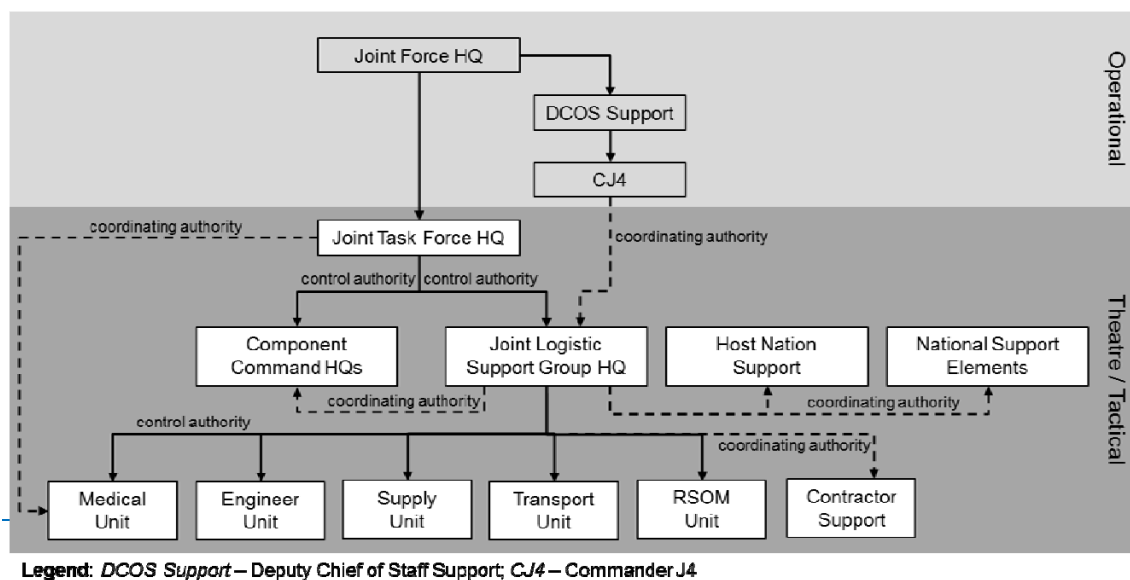 Joint Force HQ
DCOS Support
CJ4
Operational
coordinating authority
Joint Task Force HQ
coordinating authority
control authority
control authority
Component
Command HQs
Joint Logistic
Support Group HQ
Host Nation
Support
National Support
Elements
coordinating authority
coordinating authority
control authority
coordinating authority
Medical
Unit
Engineer
Unit
Supply
Unit
Transport
Unit
RSOM
Unit
Contractor
Support
Theatre / Tactical
Legend: DCOS Support – Deputy Chief of Staff Support; CJ4 – Commander J4